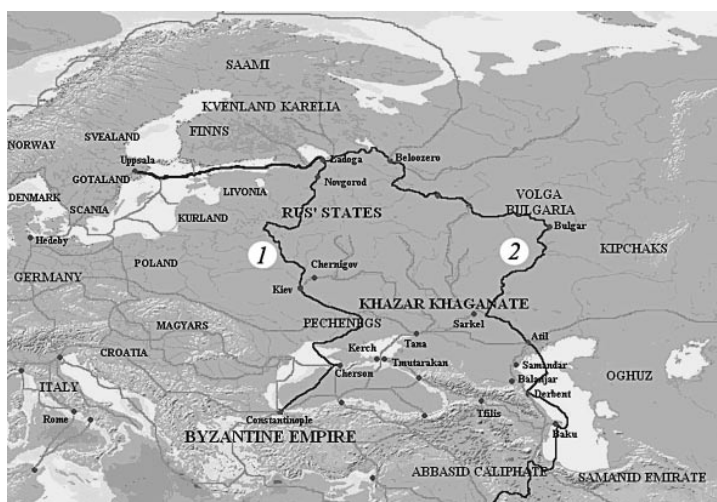 SAAMI
KVENLAND KARELIA
FINNS
NORWAY
SVEALAND
Uppsala
Ladoga
Beloozero
GOTALAND
Novgorod
LIVONIA
DENMARK
SCANIA
KURLAND
RUS' STATES
VOLGA
BULGARIA
Bulgar
Hedeby
1
2
KIPCHAKS
POLAND
GERMANY
Chernigov
Kiev
KHAZAR KHAGANATE
PECHENEGS
Sarkel
MAGYARS
Tana
Atil
CROATIA
Kerch
Tmutarakan
Samandar
Cherson
Balanjar
OGHUZ
ITALY
Derbent
Rome
Constantinople
Tfilis
Baku
BYZANTINE EMPIRE
ABBASID CALIPHATE
SAMANID EMIRATE